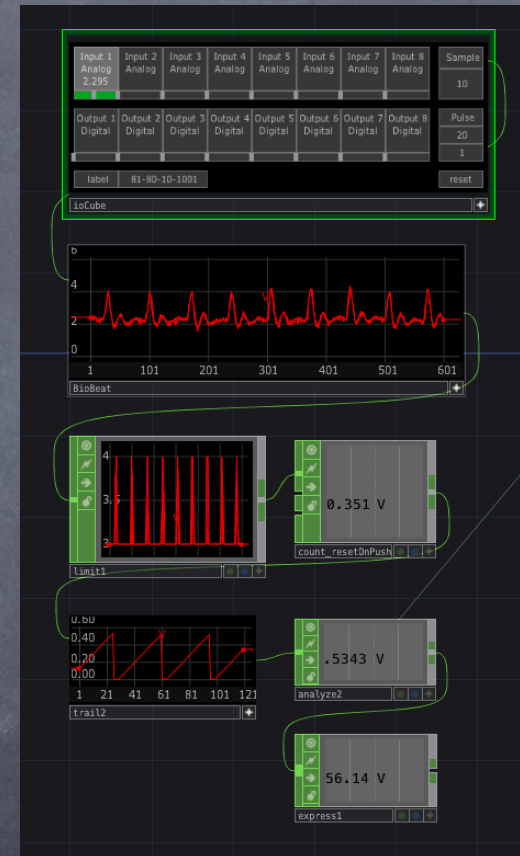 Input 1 Input 2 Input 3 Input 4 Input 5 Input 6 Input 7 Input 8 Sample
Analog Analog Analog Analog Analog Analog Analog Analog
2.295 10
Output 1 Output 2 Output 3 Output 4 Output 5 Output 6 Output 7 Output 8 Pulse
Digital Digital Digital Digital Digital Digital Digital Digital 20
1
label 81-80-10-1001 reset
ioCube
6
4
2
0
1 101 201 301 401 501 601
BioBeat
4
3.5
3
limit1
0.351 V
count_resetOnPush
0.60
0.40
0.20
0.00
1 21 41 61 81 101 121
trail2
.5343 V
analyze2
56.14 V
express1